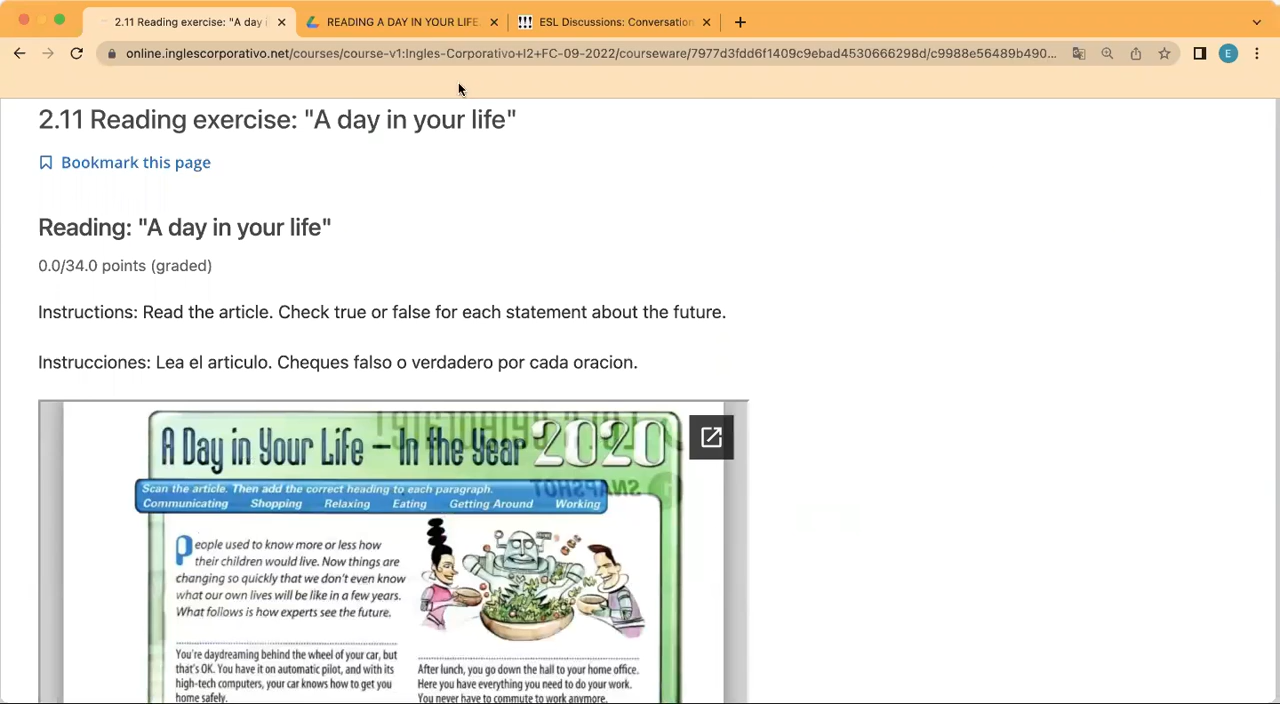 2.11 Reading exercise: "A day i
READING A DAY IN YOUR LIFE.
ESL Discussions: Conversation
online.inglescorporativo.net/courses/course-v1:Ingles-Corporativo+I2+FC-09-2022/courseware/7977d3fdd6f1409c9ebad4530666298d/c9988e56489b490...
E
2.11 Reading exercise: "A day in your life"
Bookmark this page
Reading: "A day in your life"
0.0/34.0 points (graded)
Instructions: Read the article. Check true or false for each statement about the future.
Instrucciones: Lea el articulo. Cheques falso o verdadero por cada oracion.
A Day in Your Life – In the Year 2020
SNAPSHOT
Scan the article. Then add the correct heading to each paragraph.
Communicating Shopping Relaxing Eating Getting Around Working
People used to know more or less how
their children would live. Now things are
changing so quickly that we don't even know
what our own lives will be like in a few years.
What follows is how experts see the future.
You're daydreaming behind the wheel of your car, but
that's OK. You have it on automatic pilot, and with its
high-tech computers, your car knows how to get you
home safely.
After lunch, you go down the hall to your home office.
Here you have everything you need to do your work.
You never have to commute to work anymore.